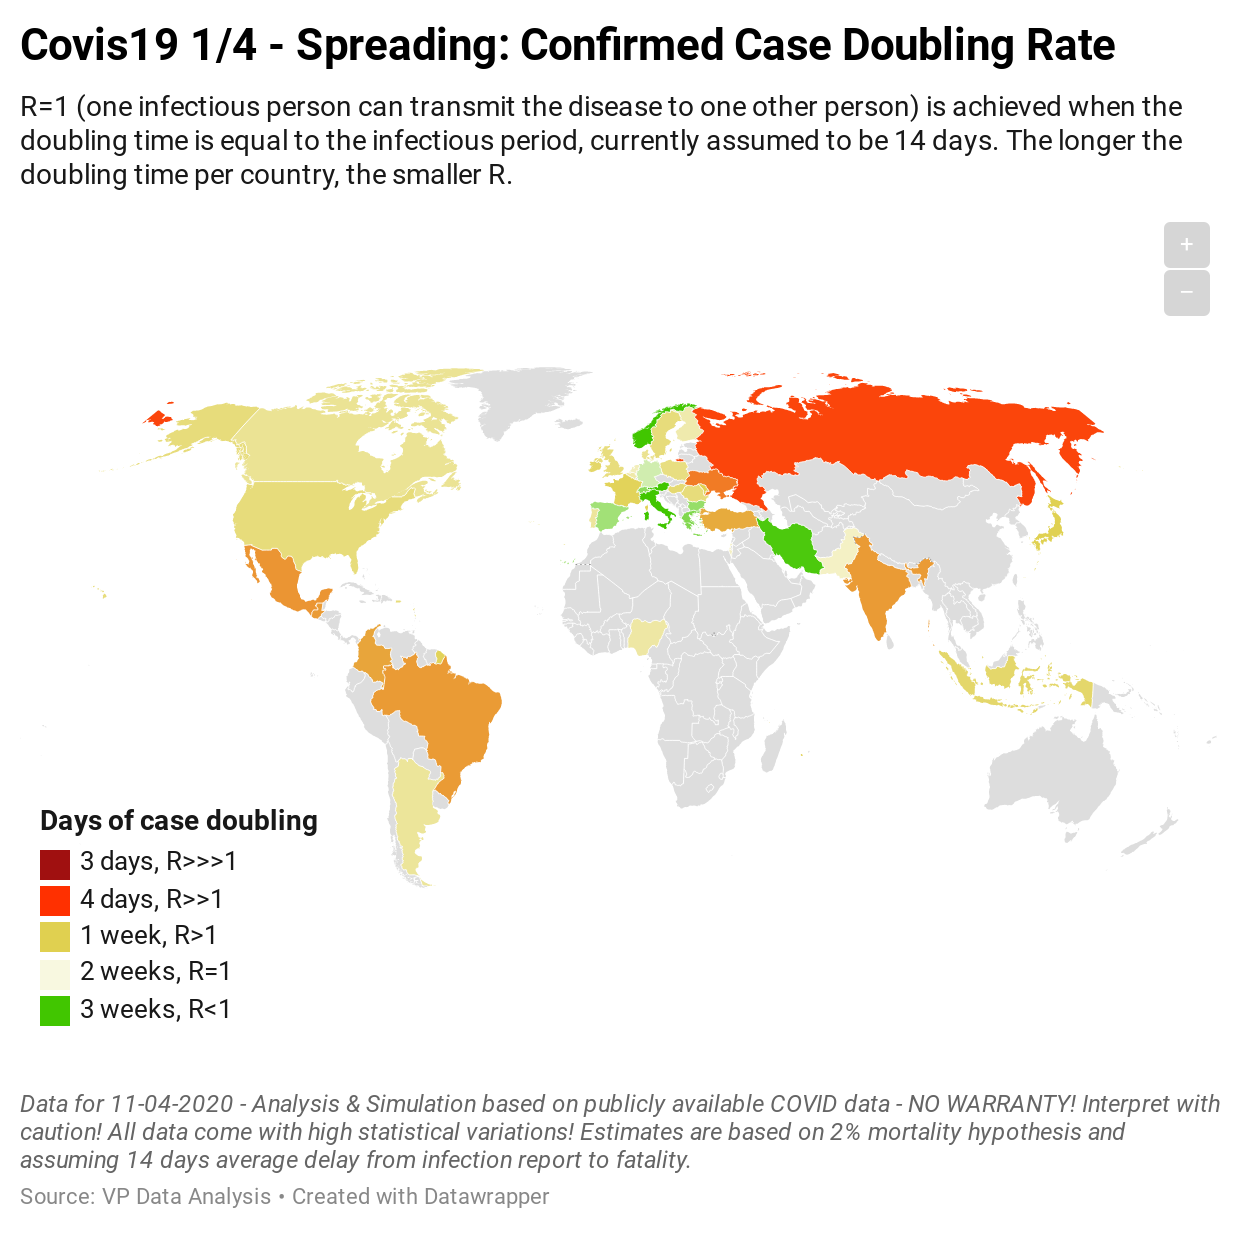 Covis19 1/4 - Spreading: Confirmed Case Doubling Rate
R=1 (one infectious person can transmit the disease to one other person) is achieved when the
doubling time is equal to the infectious period, currently assumed to be 14 days. The longer the
doubling time per country, the smaller R.
+
−
Days of case doubling
3 days, R>>>1
4 days, R>>1
1 week, R>1
2 weeks, R=1
3 weeks, R<1
Data for 11-04-2020 - Analysis & Simulation based on publicly available COVID data - NO WARRANTY! Interpret with
caution! All data come with high statistical variations! Estimates are based on 2% mortality hypothesis and
assuming 14 days average delay from infection report to fatality.
Source: VP Data Analysis • Created with Datawrapper